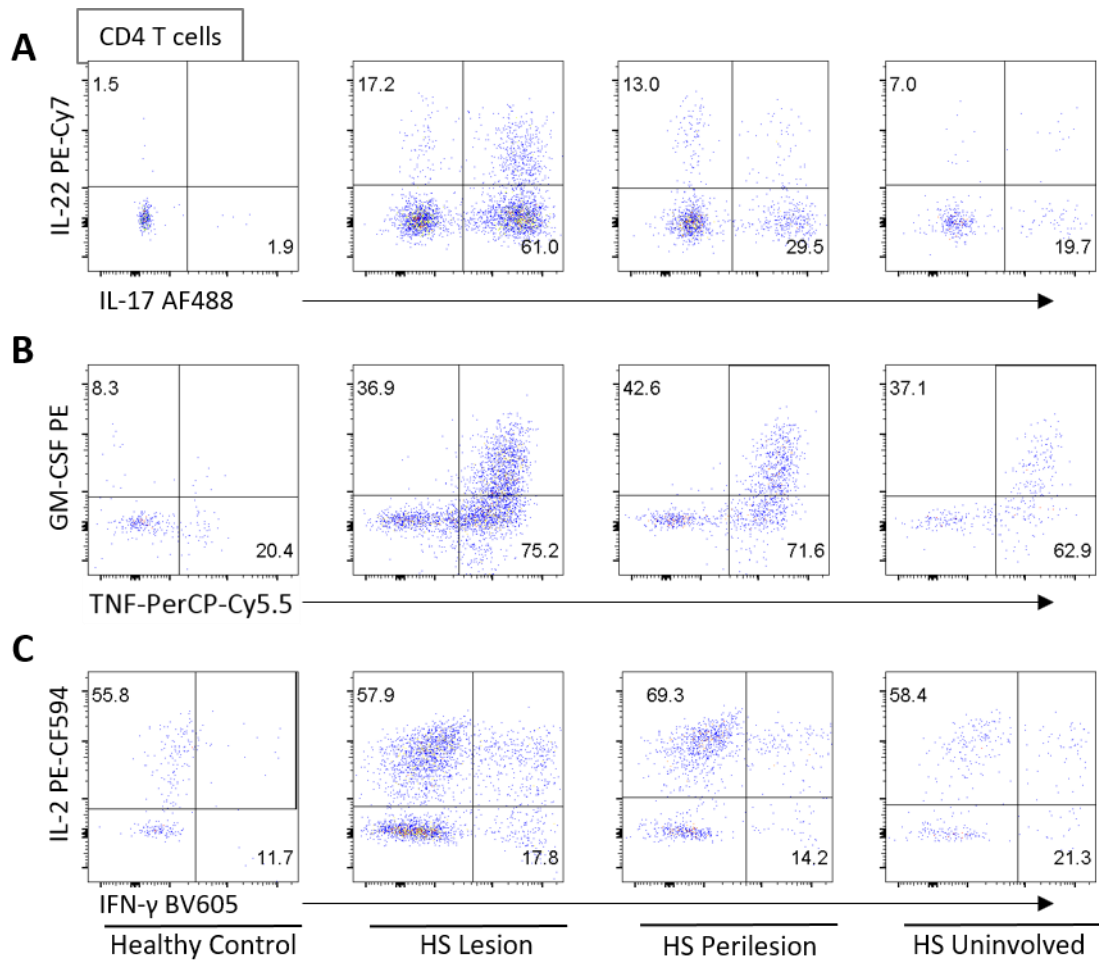 A
CD4 T cells
IL-22 PE-Cy7
1.5
17.2
13.0
7.0
1.9
61.0
29.5
19.7
IL-17 AF488
B
GM-CSF PE
8.3
36.9
42.6
37.1
20.4
75.2
71.6
62.9
TNF-PerCP-Cy5.5
C
IL-2 PE-CF594
55.8
57.9
69.3
58.4
11.7
17.8
14.2
21.3
IFN-γ BV605
Healthy Control
HS Lesion
HS Perilesion
HS Uninvolved